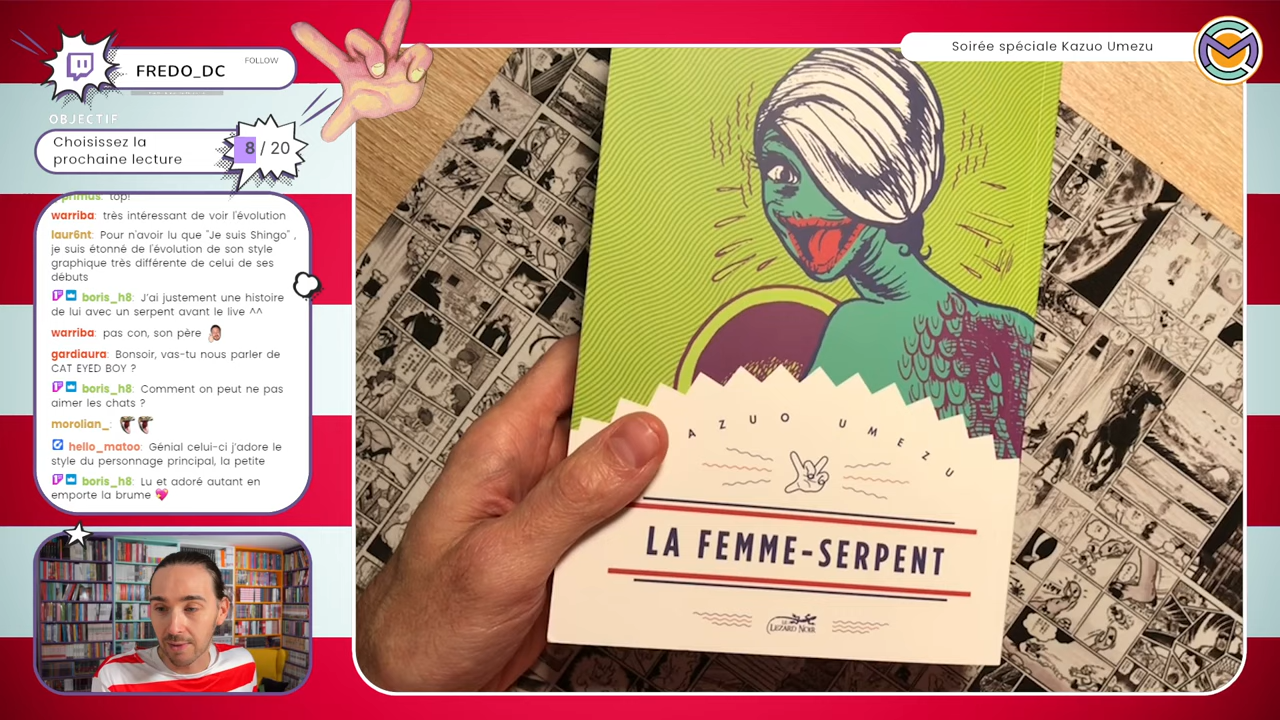 FREDO_DC
FOLLOW
OBJECTIF
Choisissez la
prochaine lecture
8 / 20
primus: top!
warriba: très intéressant de voir l'évolution
laur6nt: Pour n'avoir lu que "Je suis Shingo" ,
je suis étonné de l'évolution de son style
graphique très différente de celui de ses
débuts
boris_h8: J'ai justement une histoire
de lui avec un serpent avant le live ^^
warriba: pas con, son père
gardiaura: Bonsoir, vas-tu nous parler de
CAT EYED BOY ?
boris_h8: Comment on peut ne pas
aimer les chats ?
morolian_:
hello_matoo: Génial celui-ci j'adore le
style du personnage principal, la petite
boris_h8: Lu et adoré autant en
emporte la brume
Soirée spéciale Kazuo Umezu
AZUO UMEZU
LA FEMME-SERPENT
LE
LEZARD NOIR